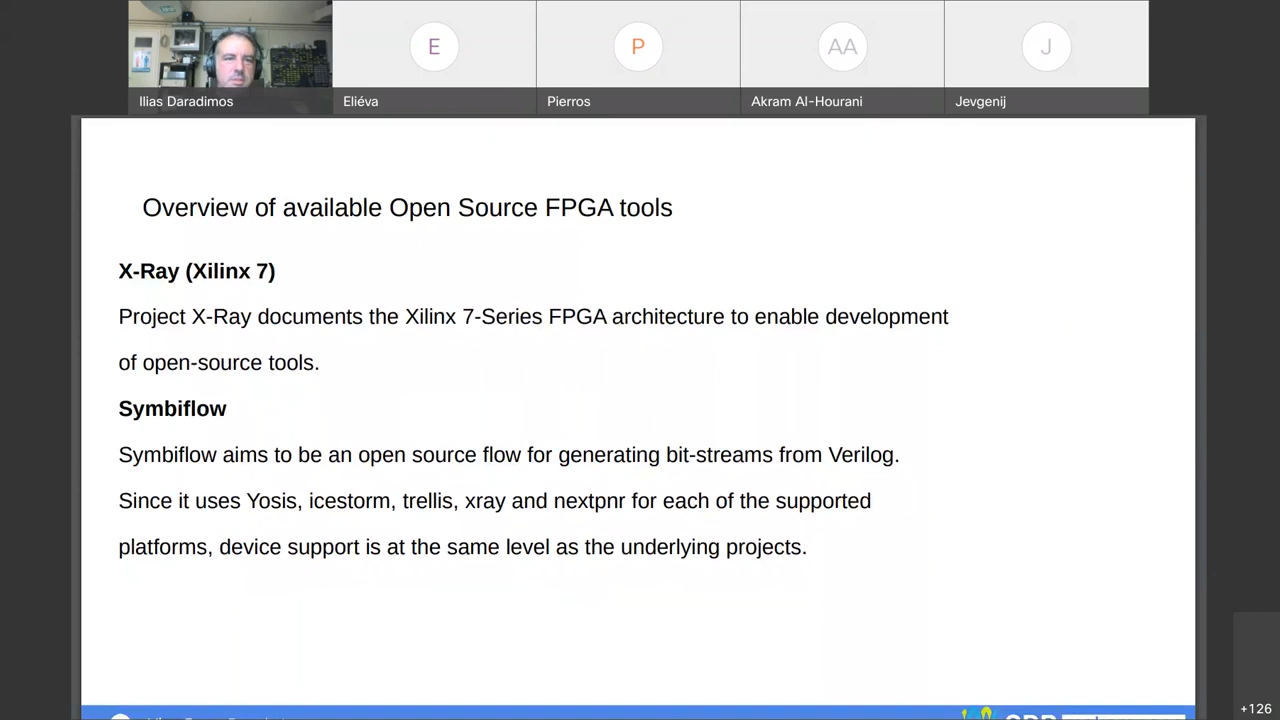 E
P
AA
J
Ilias Daradimos
Eliéva
Pierros
Akram Al-Hourani
Jevgenij
Overview of available Open Source FPGA tools
X-Ray (Xilinx 7)
Project X-Ray documents the Xilinx 7-Series FPGA architecture to enable development
of open-source tools.
Symbiflow
Symbiflow aims to be an open source flow for generating bit-streams from Verilog.
Since it uses Yosis, icestorm, trellis, xray and nextpnr for each of the supported
platforms, device support is at the same level as the underlying projects.
+126